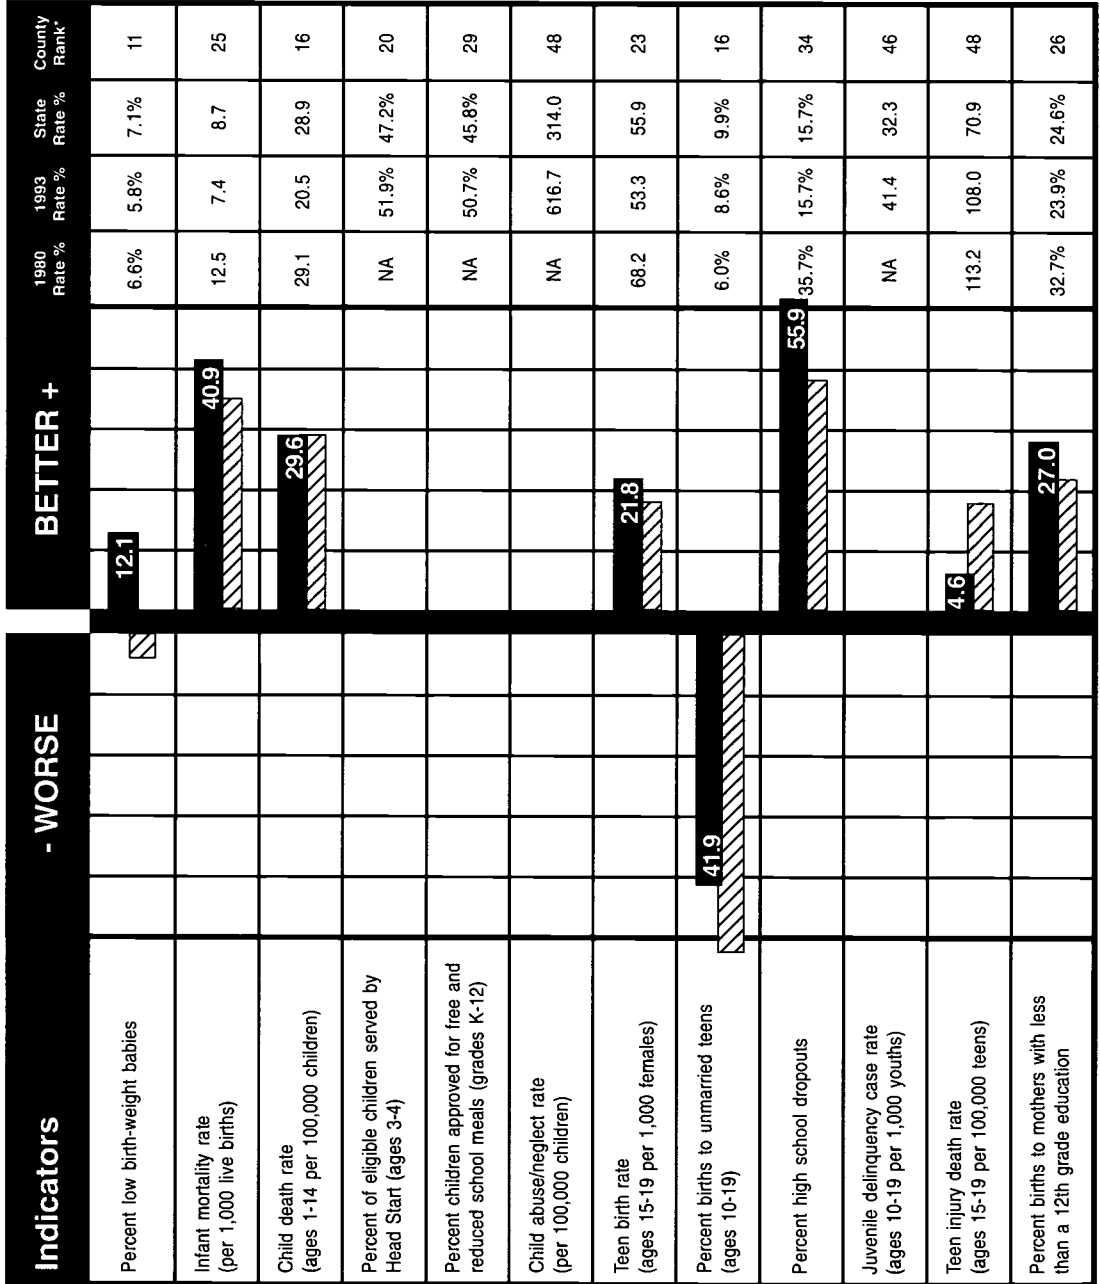 Indicators - WORSE BETTER + 1980 Rate % 1993 Rate % State Rate % County Rank*
Percent low birth-weight babies 12.1 6.6% 5.8% 7.1% 11
Infant mortality rate
(per 1,000 live births) 40.9 12.5 7.4 8.7 25
Child death rate
(ages 1-14 per 100,000 children) 29.6 29.1 20.5 28.9 16
Percent of eligible children served by
Head Start (ages 3-4) NA 51.9% 47.2% 20
Percent children approved for free and
reduced school meals (grades K-12) NA 50.7% 45.8% 29
Child abuse/neglect rate
(per 100,000 children) NA 616.7 314.0 48
Teen birth rate
(ages 15-19 per 1,000 females) 21.8 68.2 53.3 55.9 23
Percent births to unmarried teens
(ages 10-19) 41.9 6.0% 8.6% 9.9% 16
Percent high school dropouts 55.9 35.7% 15.7% 15.7% 34
Juvenile delinquency case rate
(ages 10-19 per 1,000 youths) NA 41.4 32.3 46
Teen injury death rate
(ages 15-19 per 100,000 teens) 4.6 113.2 108.0 70.9 48
Percent births to mothers with less
than a 12th grade education 27.0 32.7% 23.9% 24.6% 26